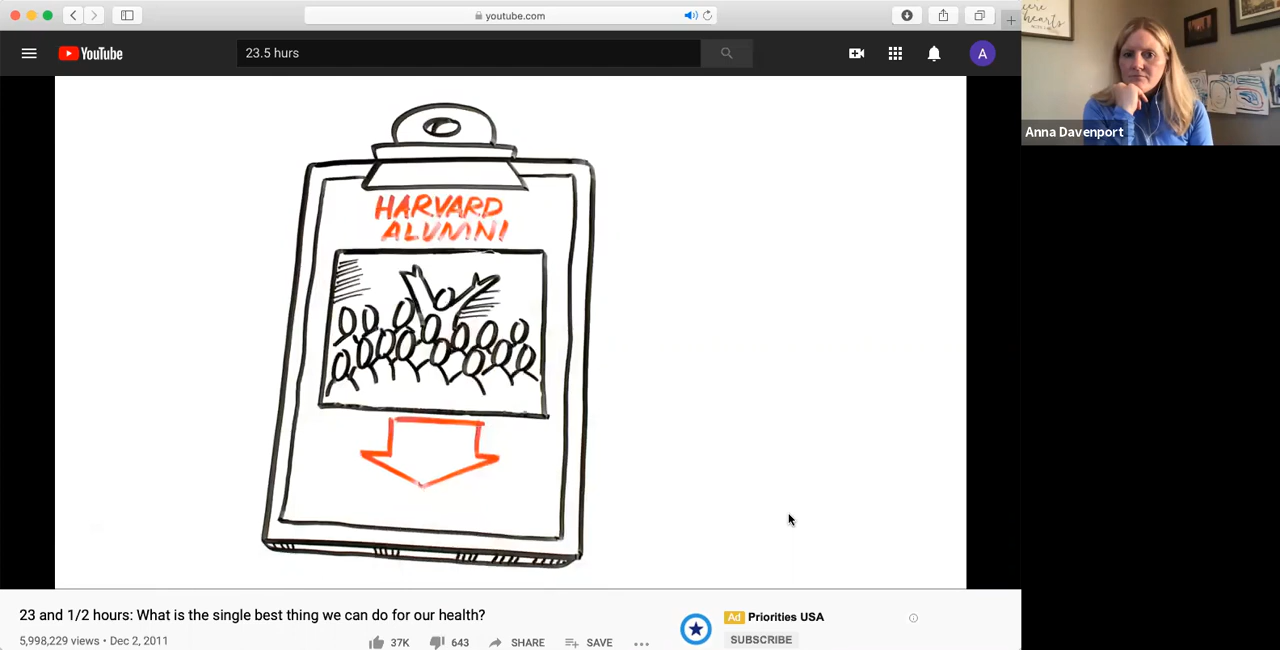 youtube.com
YouTube
23.5 hurs
A
HARVARD
ALUMNI
23 and 1/2 hours: What is the single best thing we can do for our health?
5,998,229 views • Dec 2, 2011
37K
643
SHARE
SAVE
Ad Priorities USA
SUBSCRIBE
hearts
Anna Davenport